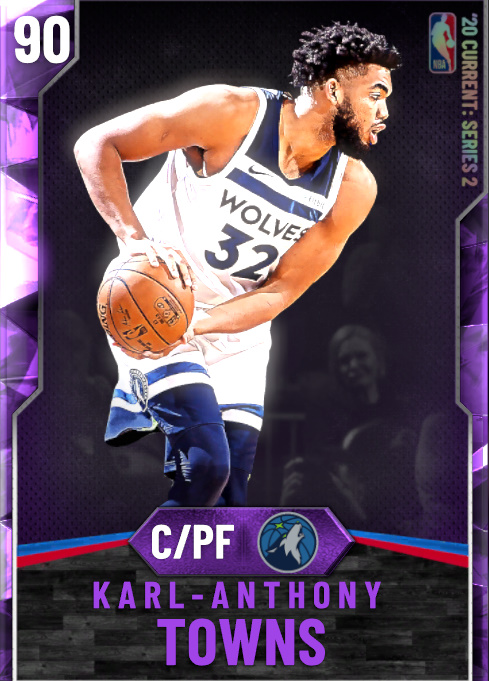 90
NBA
'20 CURRENT: SERIES 2
WOLVES
32
C/PF
KARL-ANTHONY
TOWNS